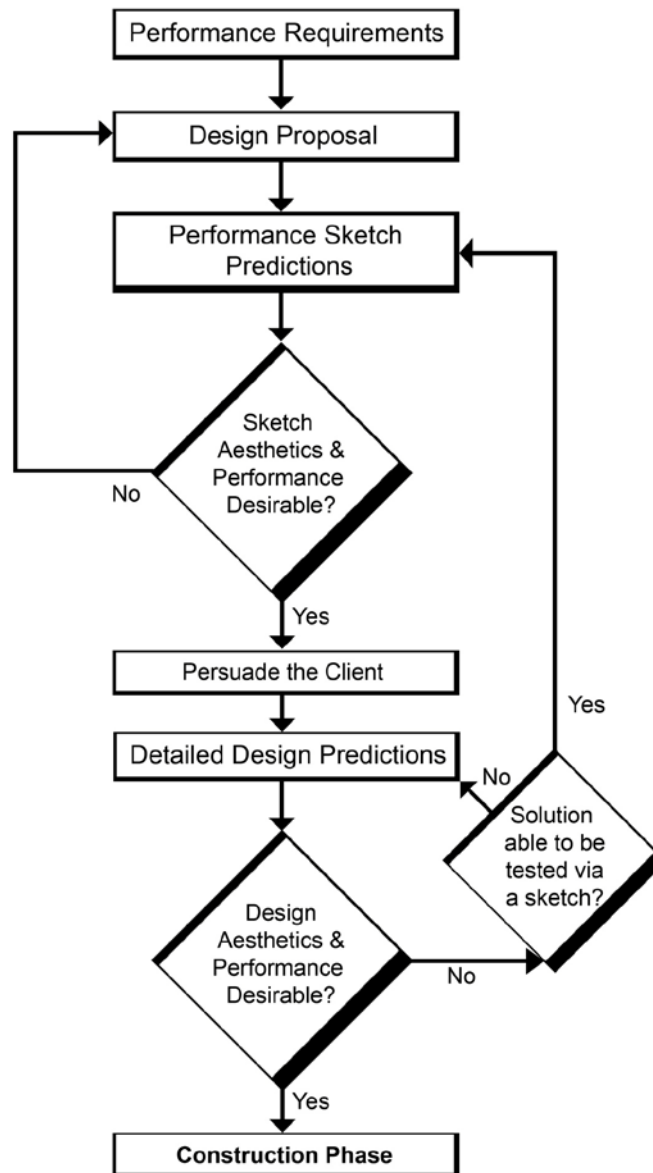 Performance Requirements
Design Proposal
Performance Sketch
Predictions
Sketch
Aesthetics &
Performance
Desirable?
No
Yes
Persuade the Client
Detailed Design Predictions
Yes
No
Solution
able to be
tested via
a sketch?
Design
Aesthetics &
Performance
Desirable?
No
Yes
Construction Phase